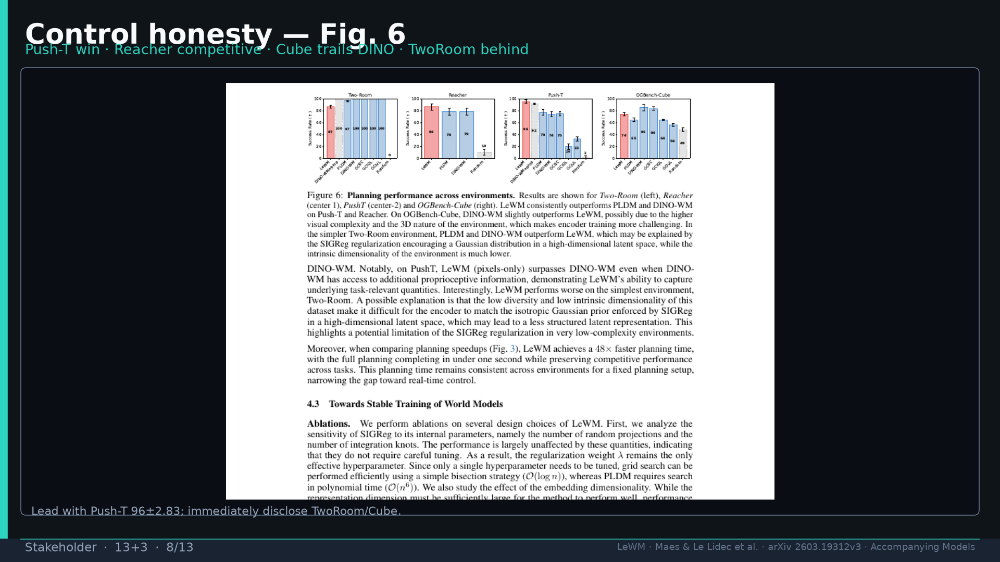 Control honesty — Fig. 6
Push-T win · Reacher competitive · Cube trails DINO · TwoRoom behind
Two-Room
Success Rate (↑)
100
80
60
40
20
0
87
100
97
100
100
100
100
0
LeWM
DINO-WM+prop
PLDM
DINO-WM
GCBC
GCIQL
GCIVL
Random
Reacher
Success Rate (↑)
100
80
60
40
20
0
86
78
79
10
LeWM
PLDM
DINO-WM
Random
Push-T
Success Rate (↑)
100
80
60
40
20
0
96
92
78
74
75
20
33
2
LeWM
DINO-WM+prop
PLDM
DINO-WM
GCBC
GCIQL
GCIVL
Random
OGBench-Cube
Success Rate (↑)
100
80
60
40
20
0
74
65
86
84
64
56
48
LeWM
PLDM
DINO-WM
GCBC
GCIQL
GCIVL
Random
Figure 6: Planning performance across environments. Results are shown for Two-Room (left), Reacher
(center 1), PushT (center-2) and OGBench-Cube (right). LeWM consistently outperforms PLDM and DINO-WM
on Push-T and Reacher. On OGBench-Cube, DINO-WM slightly outperforms LeWM, possibly due to the higher
visual complexity and the 3D nature of the environment, which makes encoder training more challenging. In
the simpler Two-Room environment, PLDM and DINO-WM outperform LeWM, which may be explained by
the SIGReg regularization encouraging a Gaussian distribution in a high-dimensional latent space, while the
intrinsic dimensionality of the environment is much lower.
DINO-WM. Notably, on PushT, LeWM (pixels-only) surpasses DINO-WM even when DINO-
WM has access to additional proprioceptive information, demonstrating LeWM's ability to capture
underlying task-relevant quantities. Interestingly, LeWM performs worse on the simplest environment,
Two-Room. A possible explanation is that the low diversity and low intrinsic dimensionality of this
dataset make it difficult for the encoder to match the isotropic Gaussian prior enforced by SIGReg
in a high-dimensional latent space, which may lead to a less structured latent representation. This
highlights a potential limitation of the SIGReg regularization in very low-complexity environments.
Moreover, when comparing planning speedups (Fig. 3), LeWM achieves a 48× faster planning time,
with the full planning completing in under one second while preserving competitive performance
across tasks. This planning time remains consistent across environments for a fixed planning setup,
narrowing the gap toward real-time control.
4.3 Towards Stable Training of World Models
Ablations. We perform ablations on several design choices of LeWM. First, we analyze the
sensitivity of SIGReg to its internal parameters, namely the number of random projections and the
number of integration knots. The performance is largely unaffected by these quantities, indicating
that they do not require careful tuning. As a result, the regularization weight λ remains the only
effective hyperparameter. Since only a single hyperparameter needs to be tuned, grid search can be
performed efficiently using a simple bisection strategy (O(log n)), whereas PLDM requires search
in polynomial time (O(n⁶)). We also study the effect of the embedding dimensionality. While the
representation dimension must be sufficiently large for the method to perform well, performance
Lead with Push-T 96±2.83; immediately disclose TwoRoom/Cube.
Stakeholder · 13+3 · 8/13
LeWM · Maes & Le Lidec et al. · arXiv 2603.19312v3 · Accompanying Models